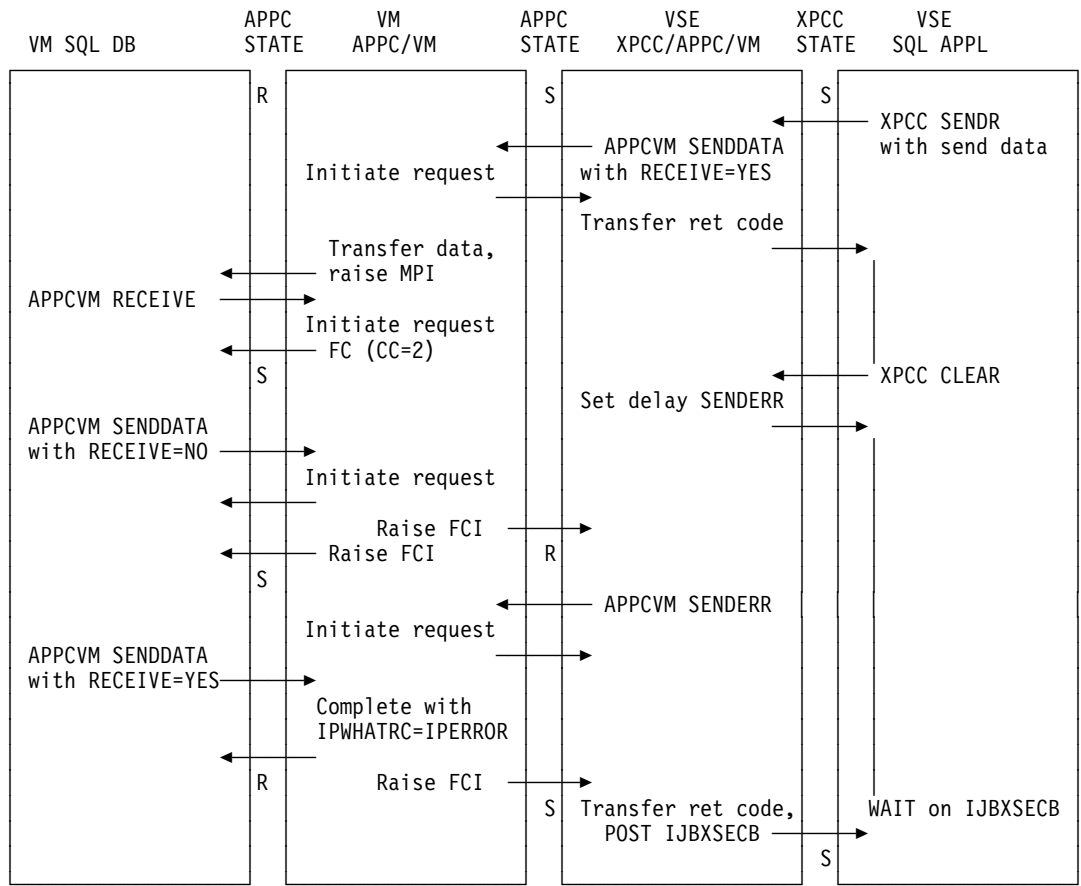 APPC VM APPC VSE XPCC VSE
VM SQL DB STATE APPC/VM STATE XPCC/APPC/VM STATE SQL APPL
R S S
XPCC SENDR
APPCVM SENDDATA with send data
Initiate request with RECEIVE=YES
Transfer ret code
Transfer data,
raise MPI
APPCVM RECEIVE
Initiate request
FC (CC=2)
S XPCC CLEAR
Set delay SENDERR
APPCVM SENDDATA
with RECEIVE=NO
Initiate request
Raise FCI
Raise FCI R
S
APPCVM SENDERR
Initiate request
APPCVM SENDDATA
with RECEIVE=YES
Complete with
IPWHATRC=IPERROR
R Raise FCI
S Transfer ret code, WAIT on IJBXSECB
POST IJBXSECB
S